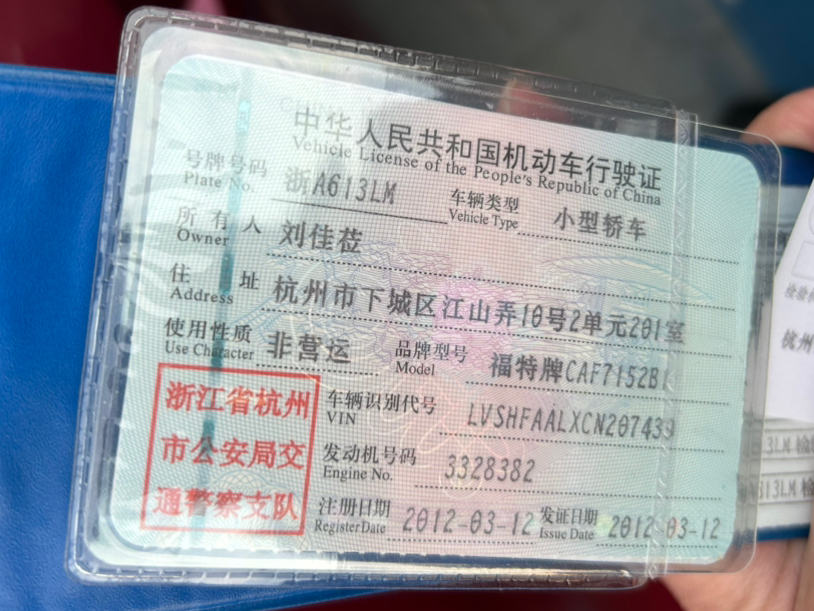 中华人民共和国机动车行驶证
Vehicle License of the People's Republic of China
号牌号码 浙A613LM 车辆类型 小型轿车
Plate No. Vehicle Type
所有人 刘佳莅
Owner
住址 杭州市下城区江山弄10号2单元201室
Address
使用性质 非营运 品牌型号 福特牌CAF7152B
Use Character Model
浙江省杭州
市公安局交
通警察支队
车辆识别代号 LVSHFAALXCN207439
VIN
发动机号码 3328382
Engine No.
注册日期 2012-03-12 发证日期 2012-03-12
Register Date Issue Date
杭州
3LM
613LM